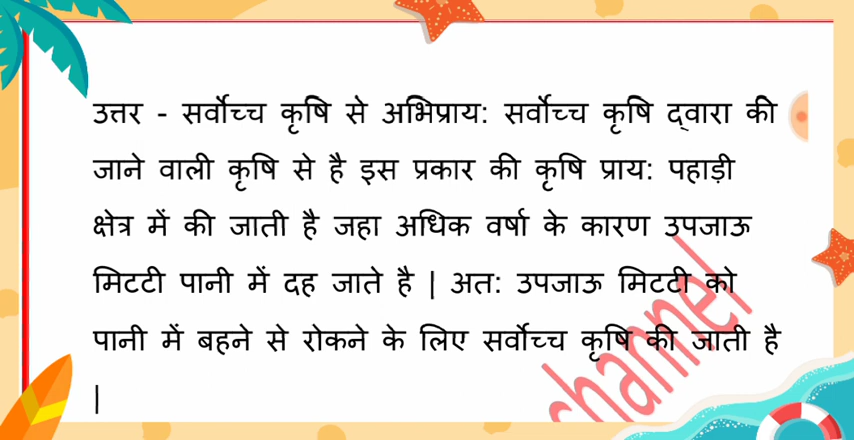 उत्तर - सर्वोच्च कृषि से अभिप्राय: सर्वोच्च कृषि द्वारा की
जाने वाली कृषि से है इस प्रकार की कृषि प्राय: पहाड़ी
क्षेत्र में की जाती है जहा अधिक वर्षा के कारण उपजाऊ
मिटटी पानी में दह जाते है | अत: उपजाऊ मिटटी को
पानी में बहने से रोकने के लिए सर्वोच्च कृषि की जाती है
|
channel